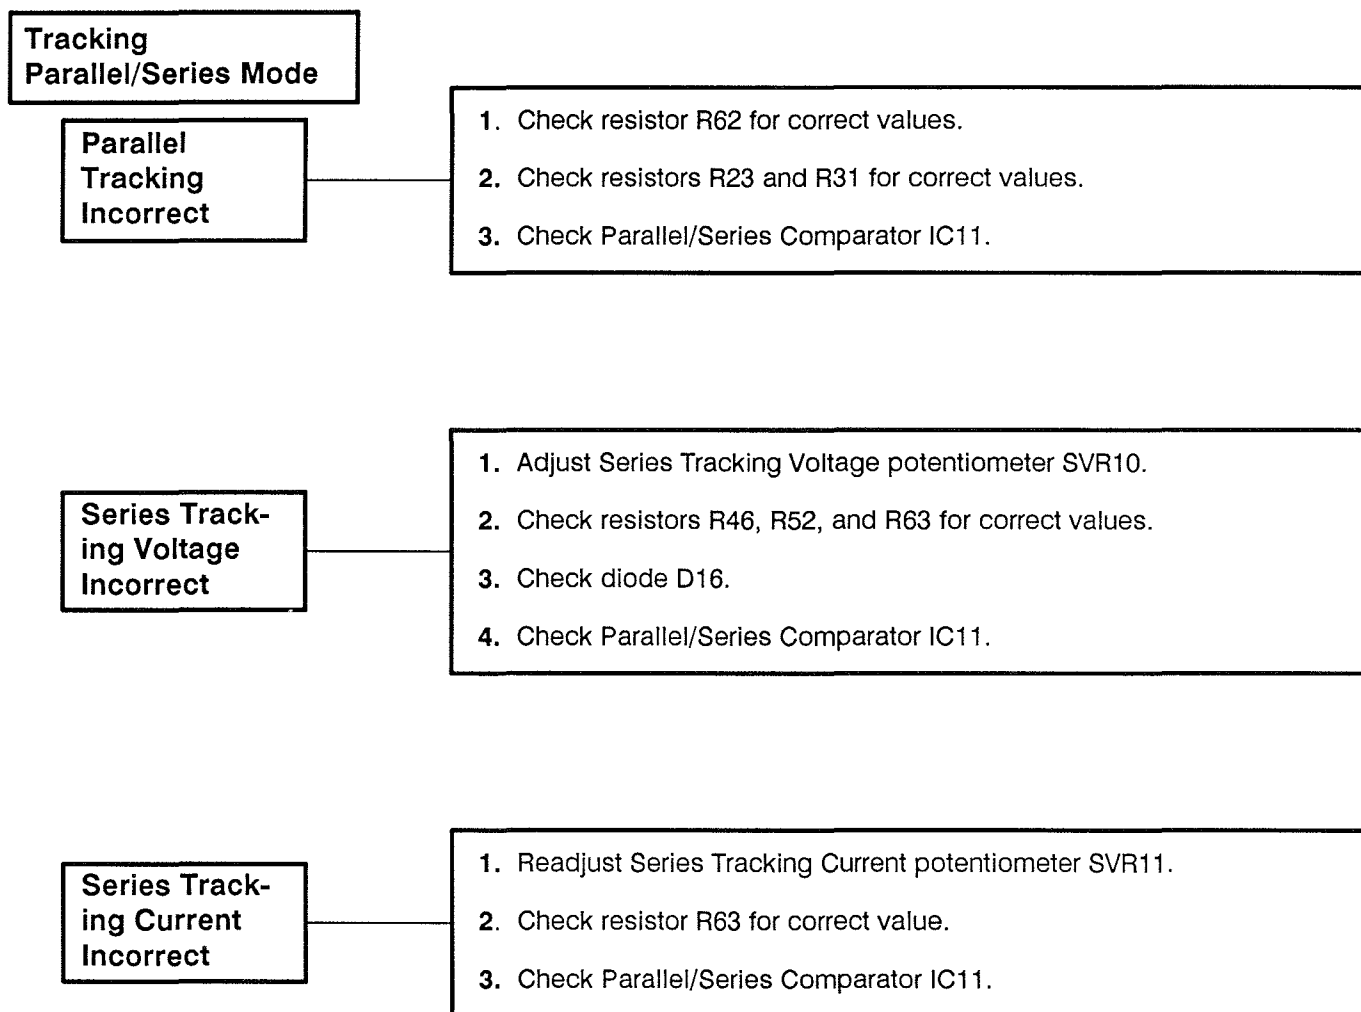 Tracking
Parallel/Series Mode
Parallel
Tracking
Incorrect
1. Check resistor R62 for correct values.
2. Check resistors R23 and R31 for correct values.
3. Check Parallel/Series Comparator IC11.
Series Track-
ing Voltage
Incorrect
1. Adjust Series Tracking Voltage potentiometer SVR10.
2. Check resistors R46, R52, and R63 for correct values.
3. Check diode D16.
4. Check Parallel/Series Comparator IC11.
Series Track-
ing Current
Incorrect
1. Readjust Series Tracking Current potentiometer SVR11.
2. Check resistor R63 for correct value.
3. Check Parallel/Series Comparator IC11.